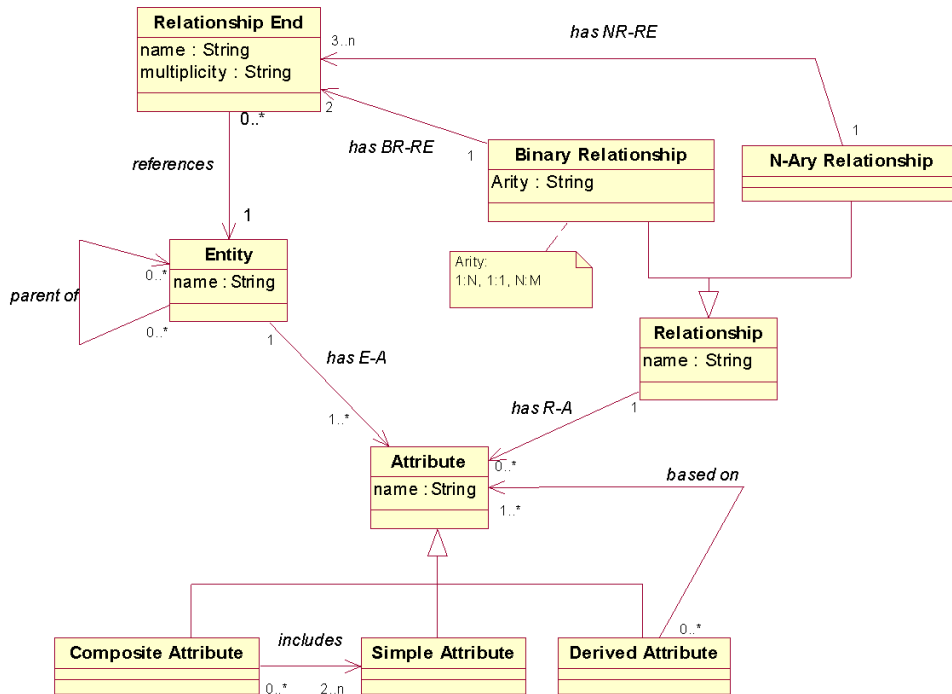 Relationship End
name : String
multiplicity : String
3..n
has NR-RE
0..*
2
has BR-RE
1
1
references
Binary Relationship
Arity : String
N-Ary Relationship
1
Entity
name : String
0..*
0..*
1
parent of
Arity:
1:N, 1:1, N:M
Relationship
name : String
1
has E-A
has R-A
1..*
0..*
Attribute
name : String
1..*
based on
Composite Attribute
includes
0..*
2..n
Simple Attribute
Derived Attribute
0..*